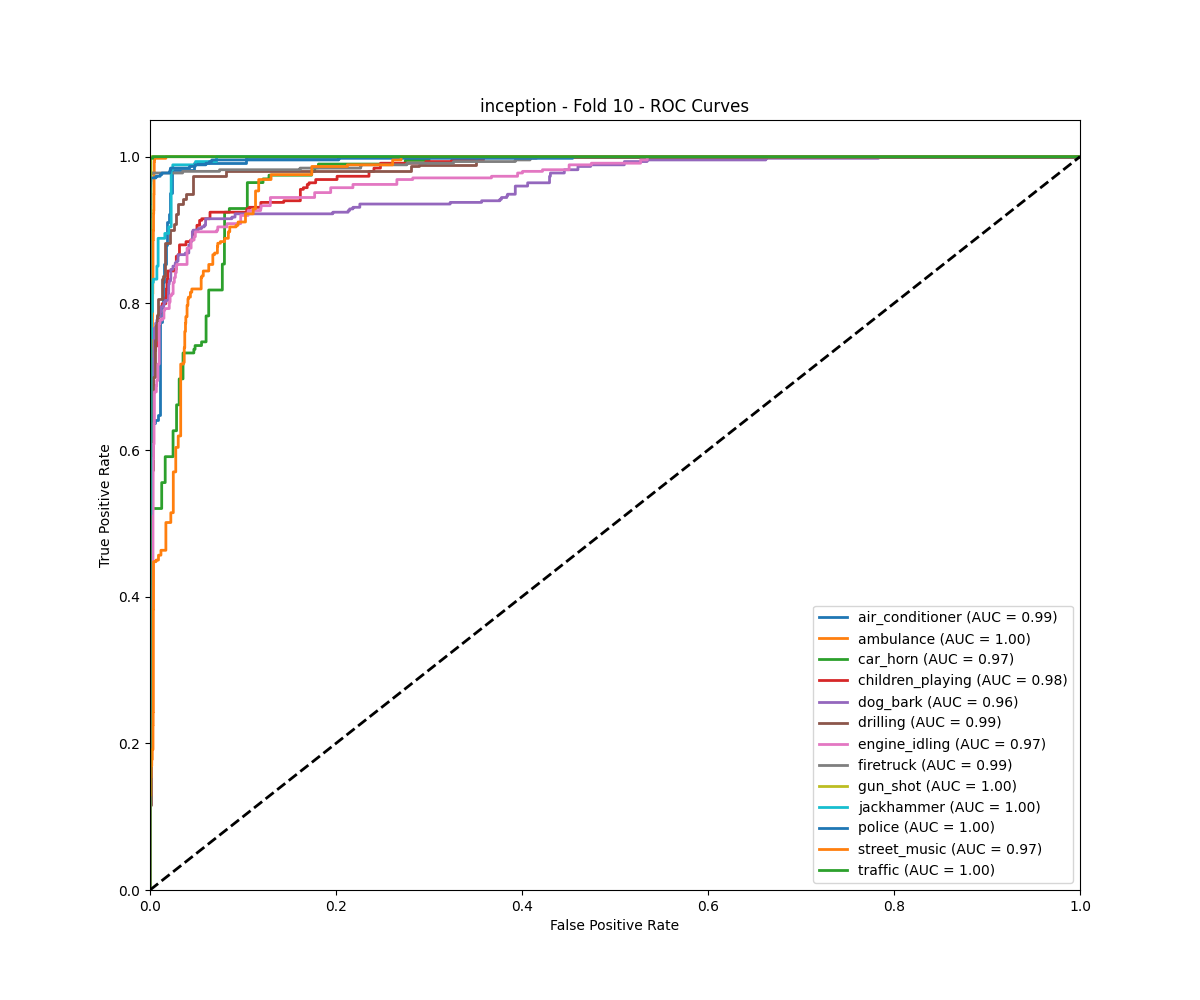 inception - Fold 10 - ROC Curves
1.0
0.8
0.6
0.4
0.2
0.0
True Positive Rate
0.0 0.2 0.4 0.6 0.8 1.0
False Positive Rate
air_conditioner (AUC = 0.99)
ambulance (AUC = 1.00)
car_horn (AUC = 0.97)
children_playing (AUC = 0.98)
dog_bark (AUC = 0.96)
drilling (AUC = 0.99)
engine_idling (AUC = 0.97)
firetruck (AUC = 0.99)
gun_shot (AUC = 1.00)
jackhammer (AUC = 1.00)
police (AUC = 1.00)
street_music (AUC = 0.97)
traffic (AUC = 1.00)